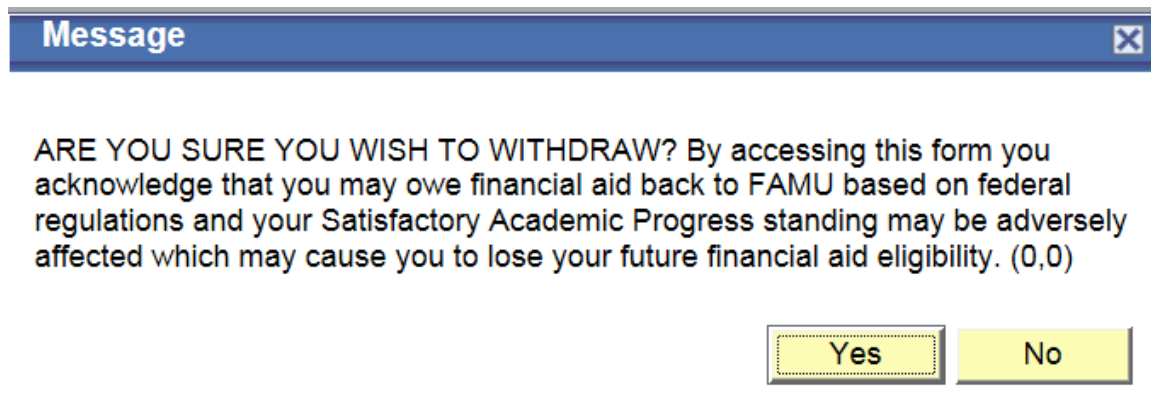 Message
ARE YOU SURE YOU WISH TO WITHDRAW? By accessing this form you
acknowledge that you may owe financial aid back to FAMU based on federal
regulations and your Satisfactory Academic Progress standing may be adversely
affected which may cause you to lose your future financial aid eligibility. (0,0)
Yes No